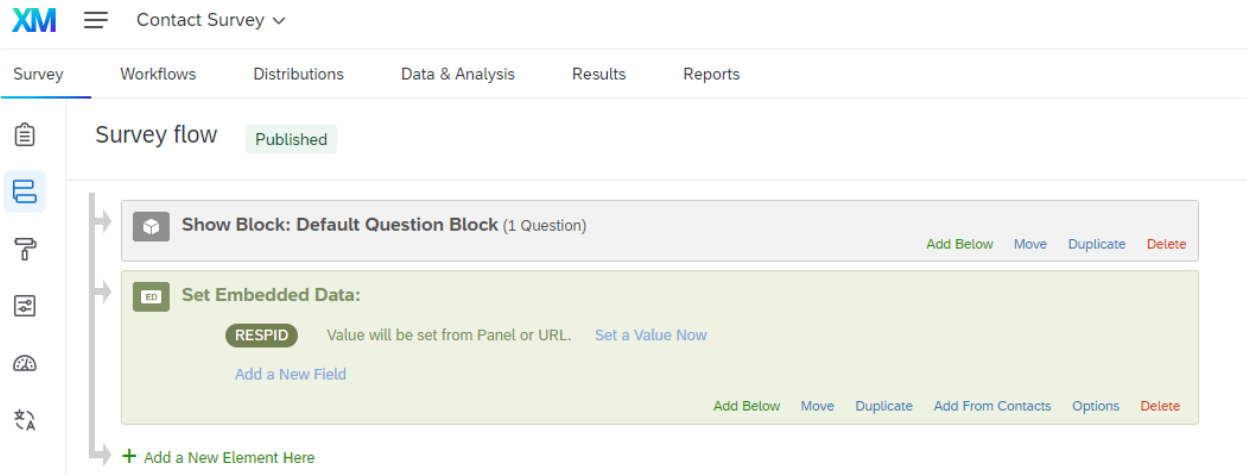 XM Contact Survey
Survey Workflows Distributions Data & Analysis Results Reports
Survey flow Published
Show Block: Default Question Block (1 Question)
Add Below Move Duplicate Delete
ED Set Embedded Data:
RESPID Value will be set from Panel or URL. Set a Value Now
Add a New Field
Add Below Move Duplicate Add From Contacts Options Delete
+ Add a New Element Here